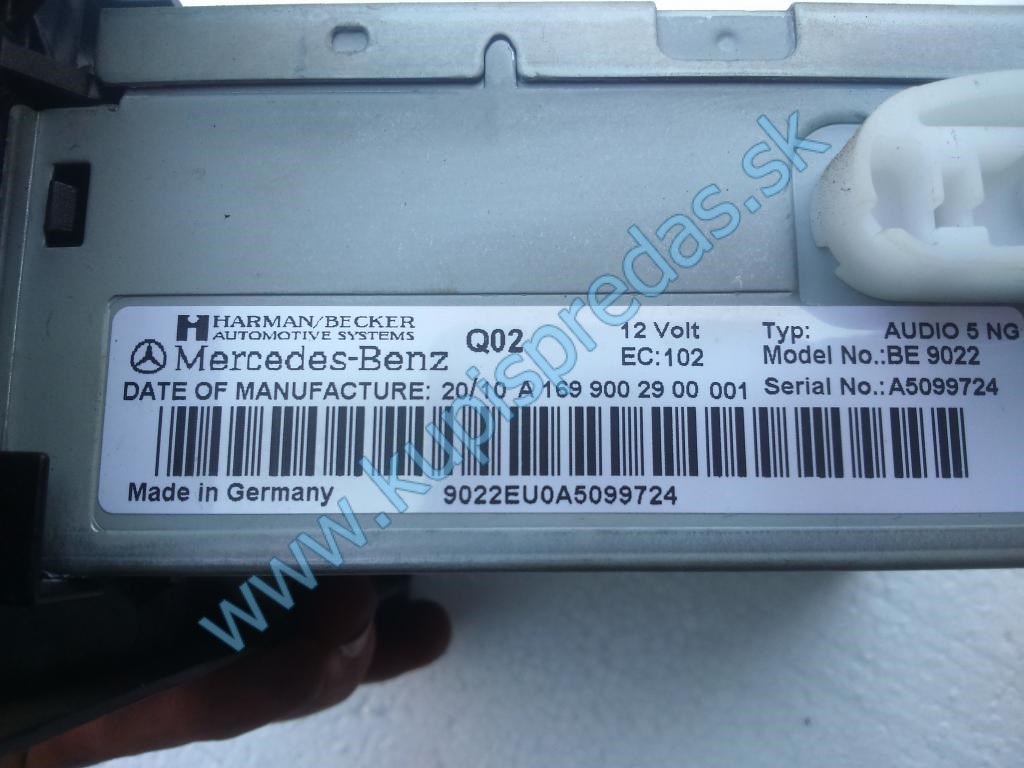 HARMAN/BECKER
AUTOMOTIVE SYSTEMS
Mercedes-Benz
Q02
12 Volt
EC:102
Typ: AUDIO 5 NG
Model No.:BE 9022
DATE OF MANUFACTURE: 20/10 A 169 900 29 00 001 Serial No.:A5099724
Made in Germany 9022EU0A5099724
www.kupispredas.sk